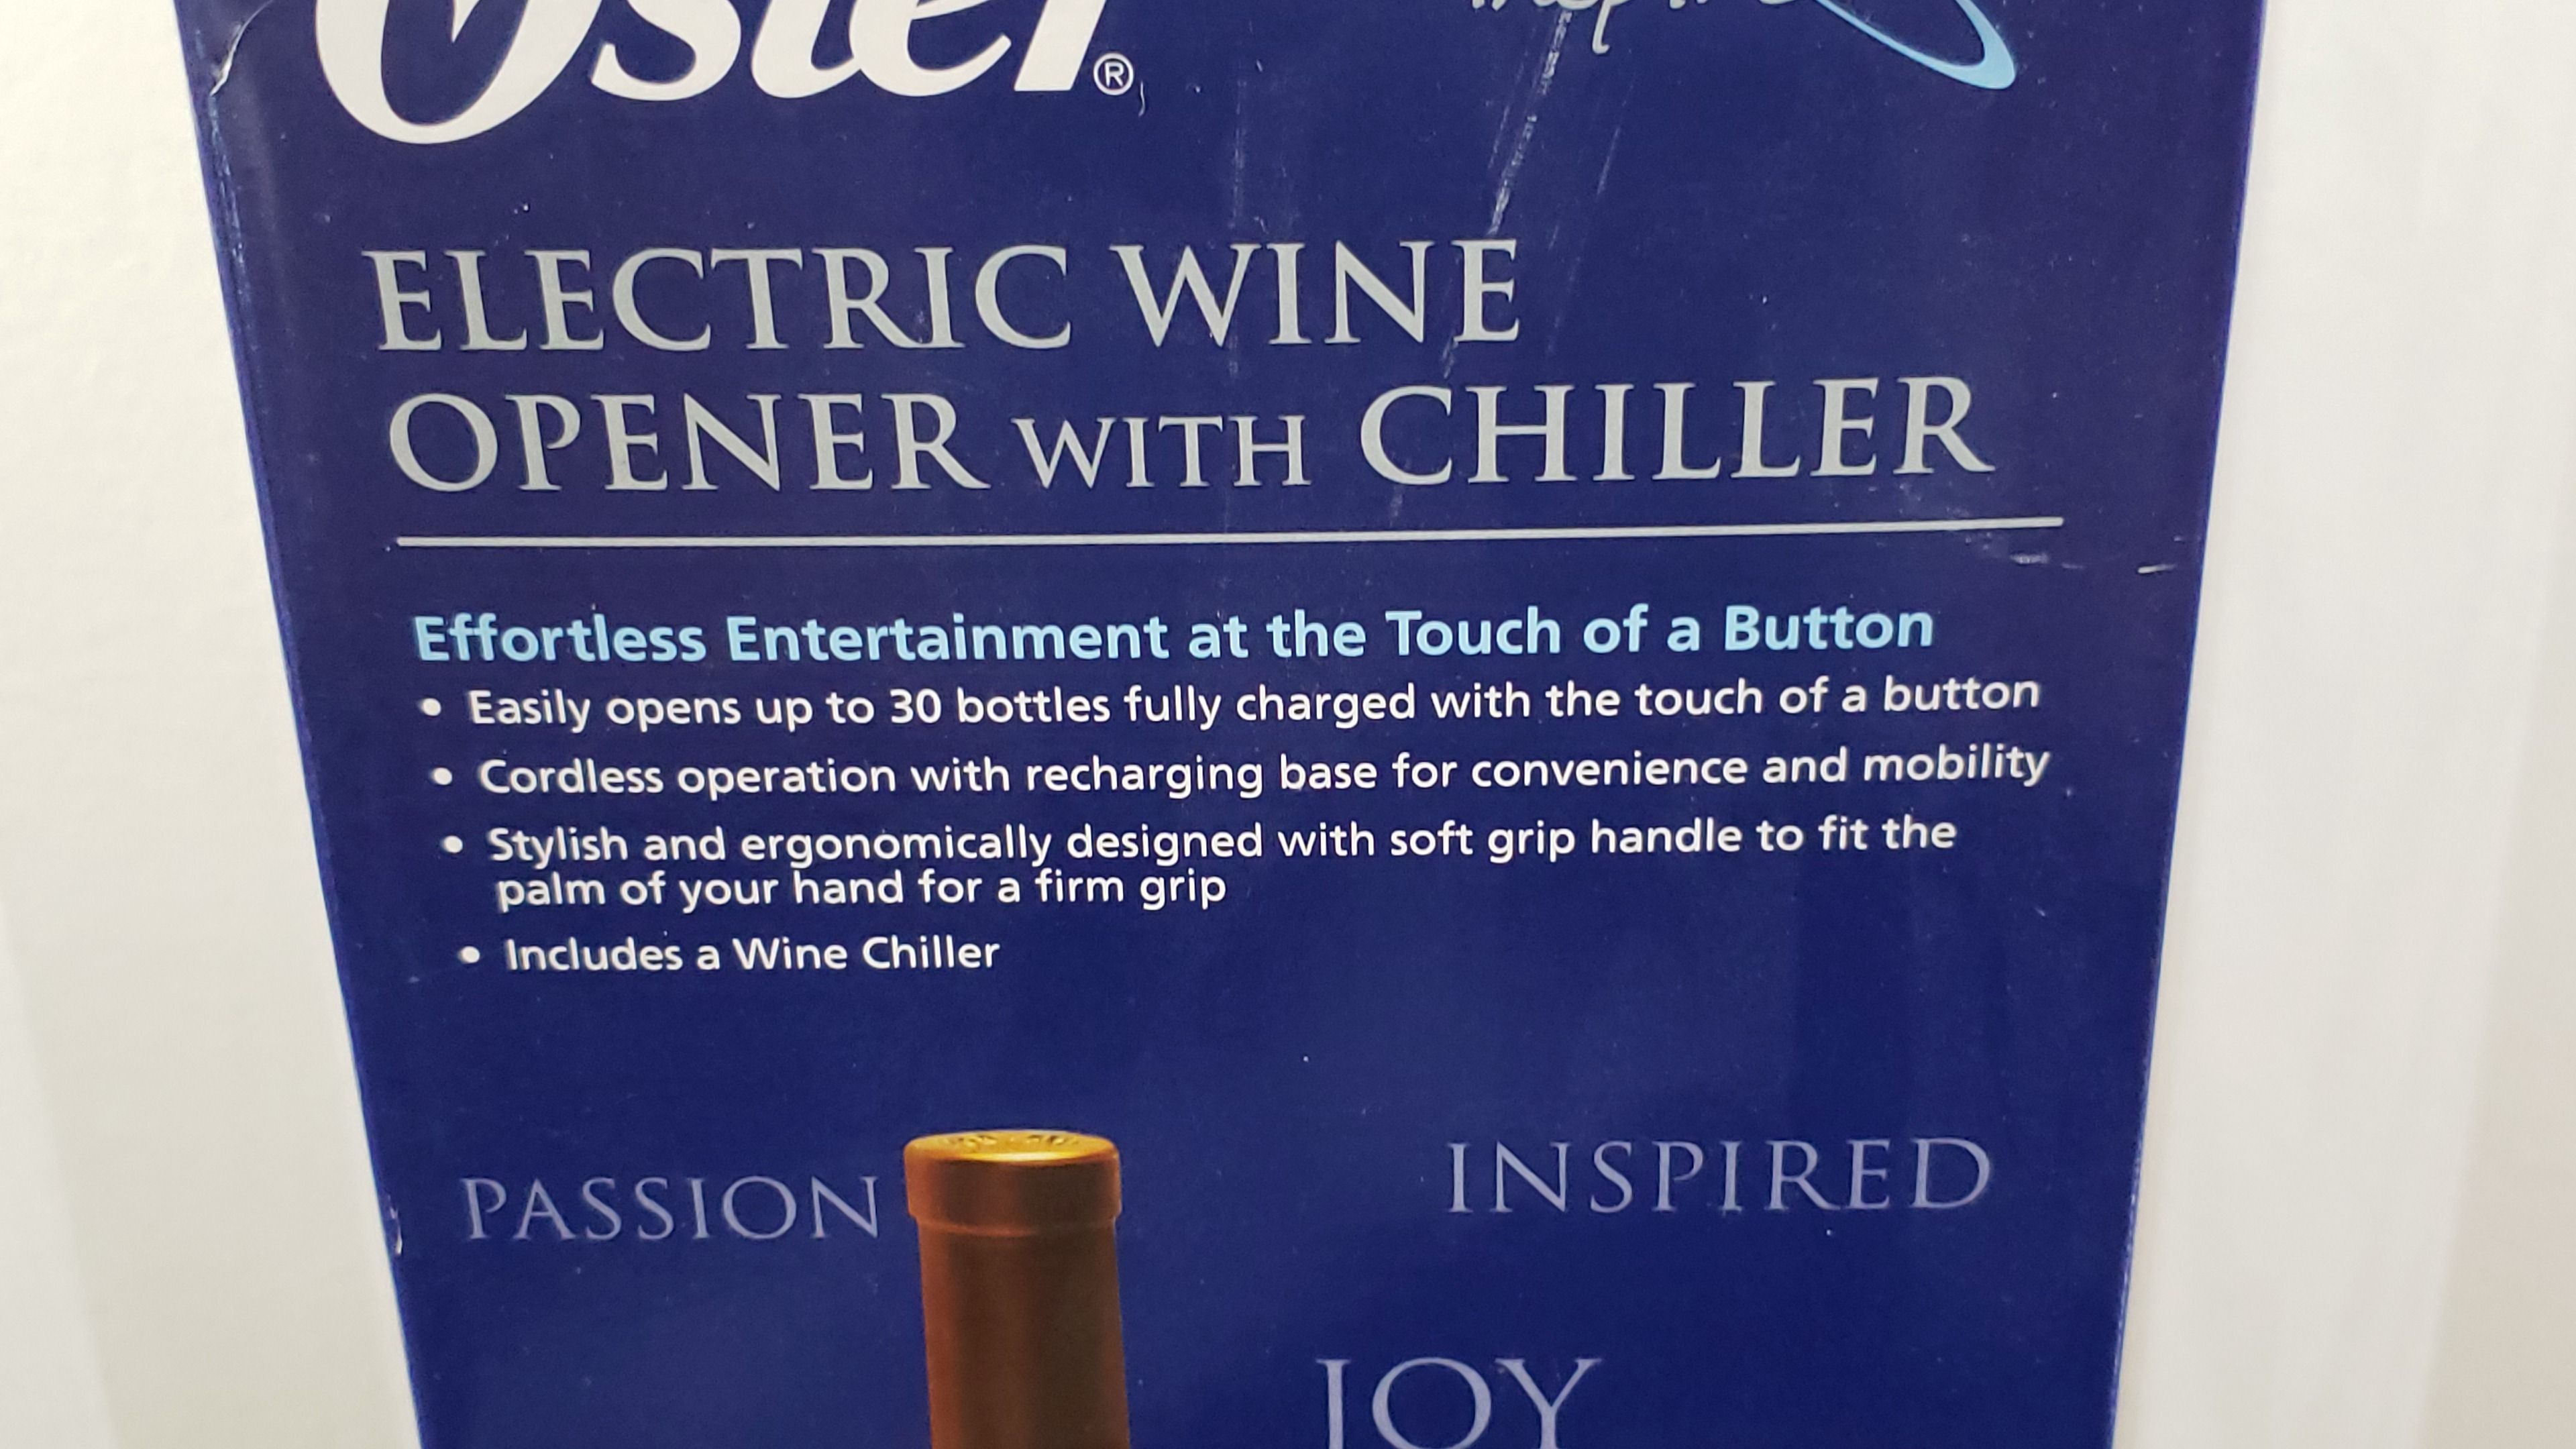 Oster®
ELECTRIC WINE
OPENER WITH CHILLER
Effortless Entertainment at the Touch of a Button
• Easily opens up to 30 bottles fully charged with the touch of a button
• Cordless operation with recharging base for convenience and mobility
• Stylish and ergonomically designed with soft grip handle to fit the
palm of your hand for a firm grip
• Includes a Wine Chiller
PASSION
INSPIRED
JOY